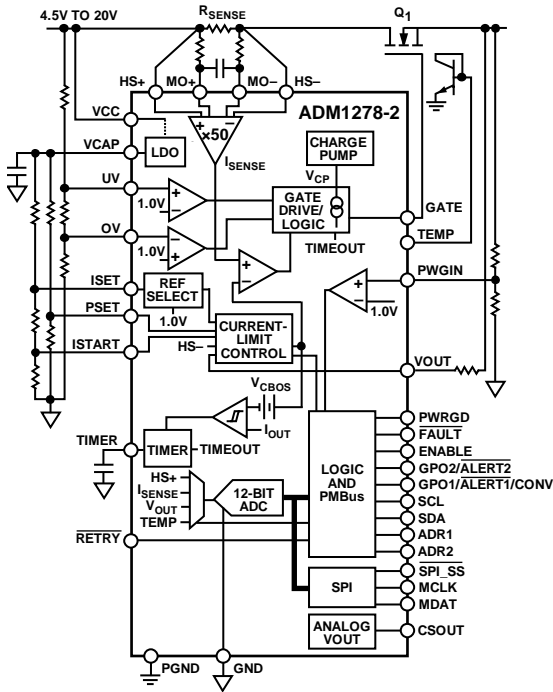 4.5V TO 20V
RSENSE
Q1
HS+
MO+
MO–
HS–
ADM1278-2
VCC
VCAP
LDO
+ –
×50
ISENSE
CHARGE
PUMP
VCP
UV
1.0V
+
–
GATE
DRIVE/
LOGIC
GATE
TEMP
TIMEOUT
OV
1.0V
–
+
+ –
PWGIN
+
–
1.0V
ISET
REF
SELECT
1.0V
PSET
CURRENT-
LIMIT
CONTROL
HS–
ISTART
VOUT
VCBOS
IOUT
TIMER
TIMER
TIMEOUT
PWRGD
FAULT
ENABLE
GPO2/ALERT2
GPO1/ALERT1/CONV
SCL
SDA
ADR1
ADR2
LOGIC
AND
PMBus
HS+
ISENSE
VOUT
TEMP
12-BIT
ADC
RETRY
SPI_SS
MCLK
MDAT
SPI
ANALOG
VOUT
CSOUT
PGND
GND